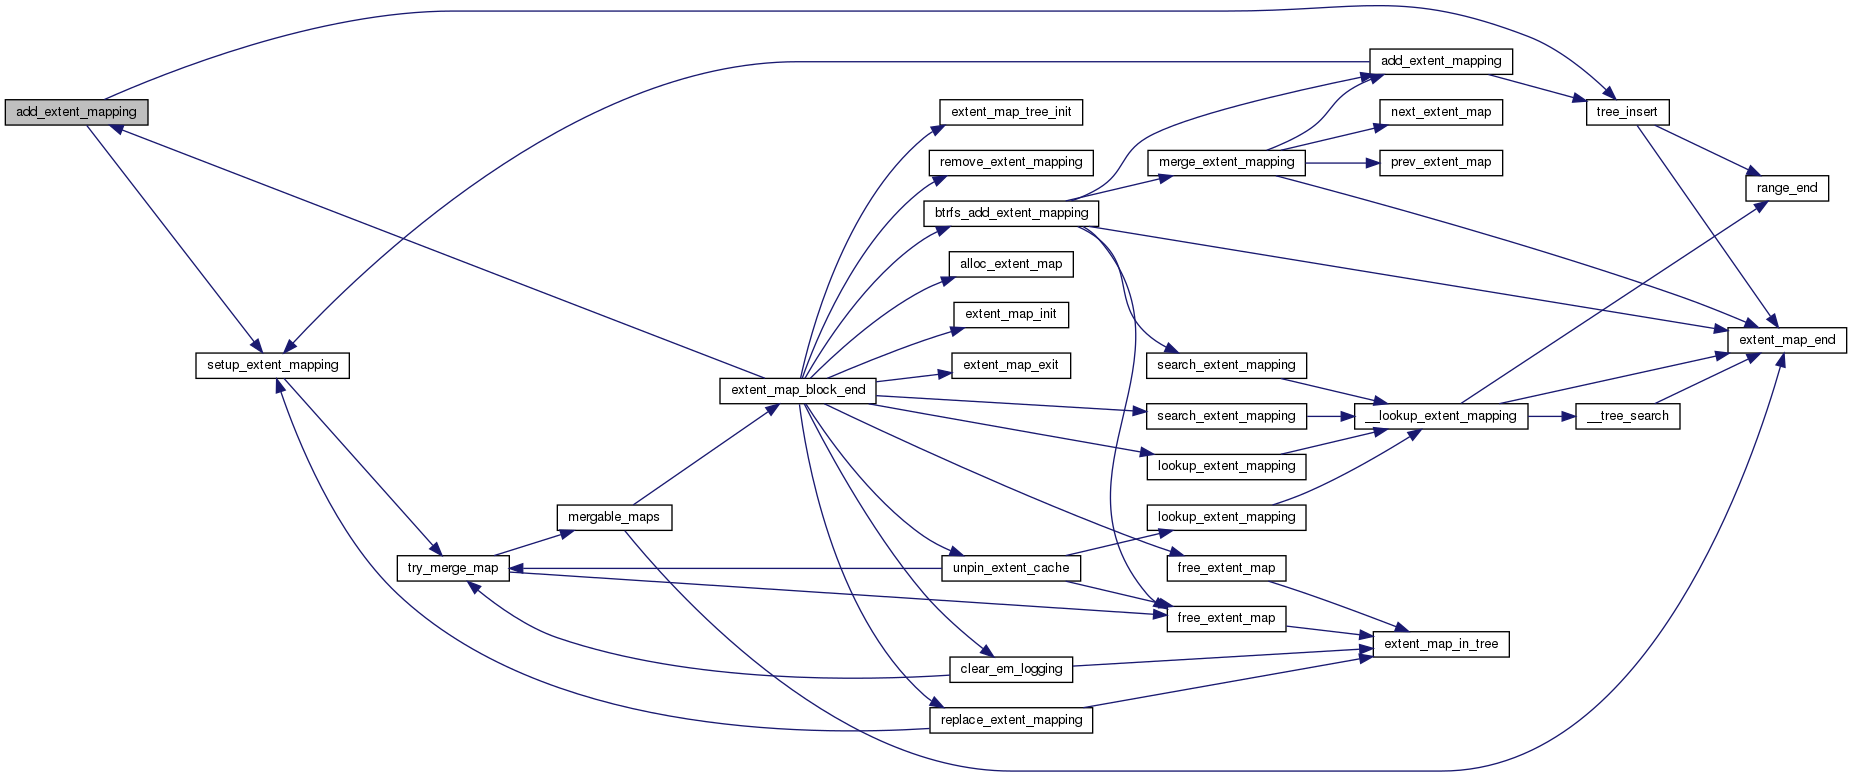 add_extent_mapping
tree_insert
add_extent_mapping
extent_map_tree_init
next_extent_map
remove_extent_mapping
merge_extent_mapping
prev_extent_map
range_end
btrfs_add_extent_mapping
alloc_extent_map
extent_map_init
extent_map_end
setup_extent_mapping
extent_map_exit
search_extent_mapping
extent_map_block_end
search_extent_mapping
__lookup_extent_mapping
__tree_search
lookup_extent_mapping
mergable_maps
lookup_extent_mapping
try_merge_map
unpin_extent_cache
free_extent_map
free_extent_map
extent_map_in_tree
clear_em_logging
replace_extent_mapping